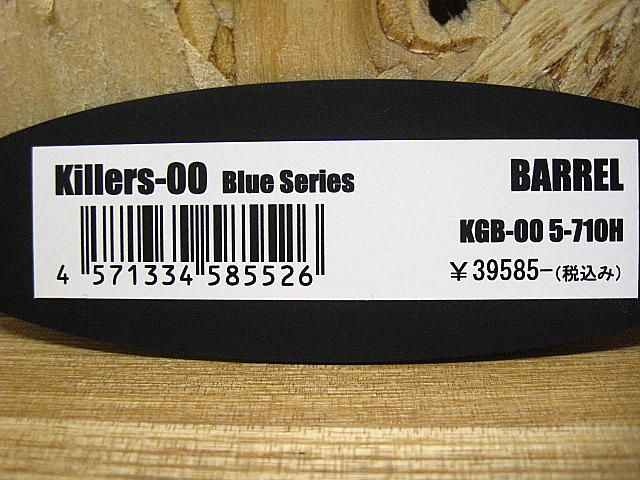 Killers-00 Blue Series
BARREL
KGB-00 5-710H
4 571334 585526
￥39585-(税込み)